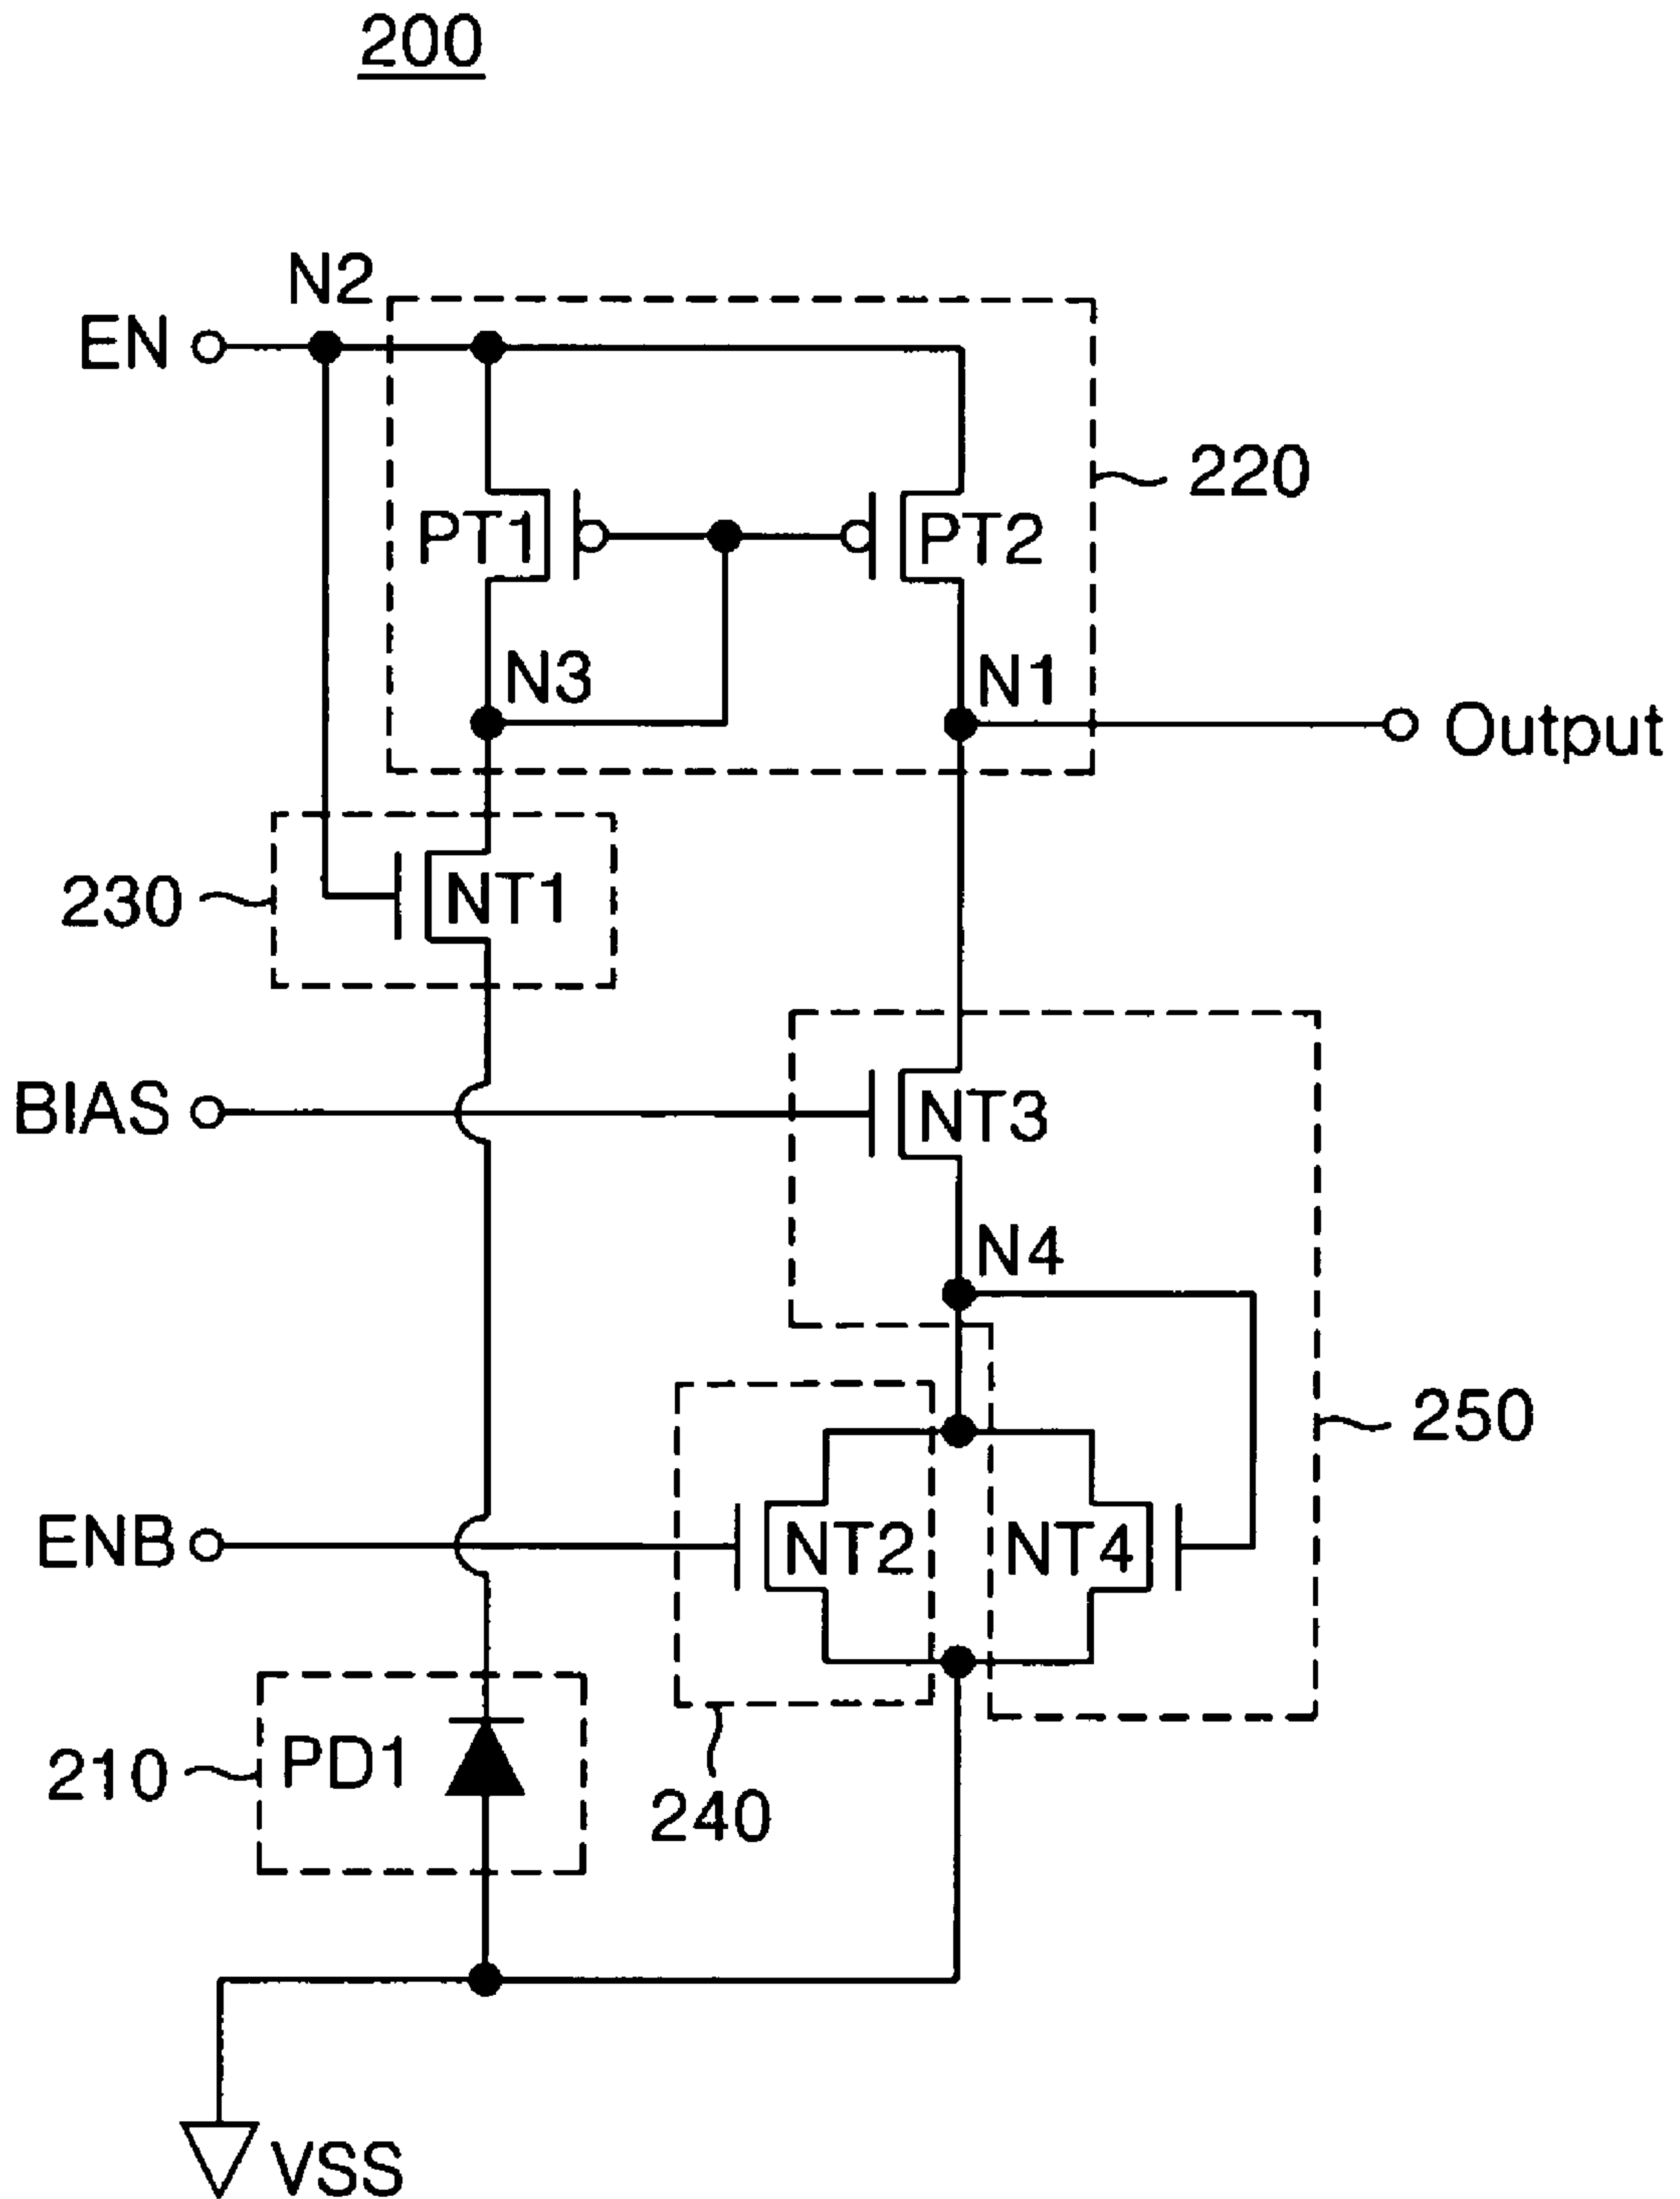 200
N2
EN
220
PT1
PT2
N3
N1
Output
230
NT1
BIAS
NT3
N4
250
ENB
NT2
NT4
210
PD1
240
VSS